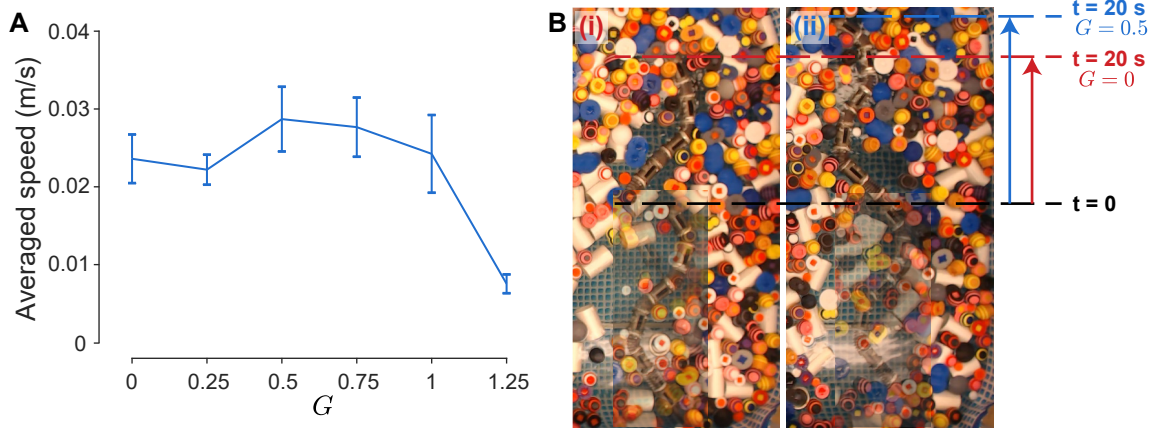 A
Averaged speed (m/s)
0.04
0.03
0.02
0.01
0
0
0.25
0.5
0.75
1
1.25
G
B
(i)
(ii)
t = 20 s
G = 0.5
t = 20 s
G = 0
t = 0